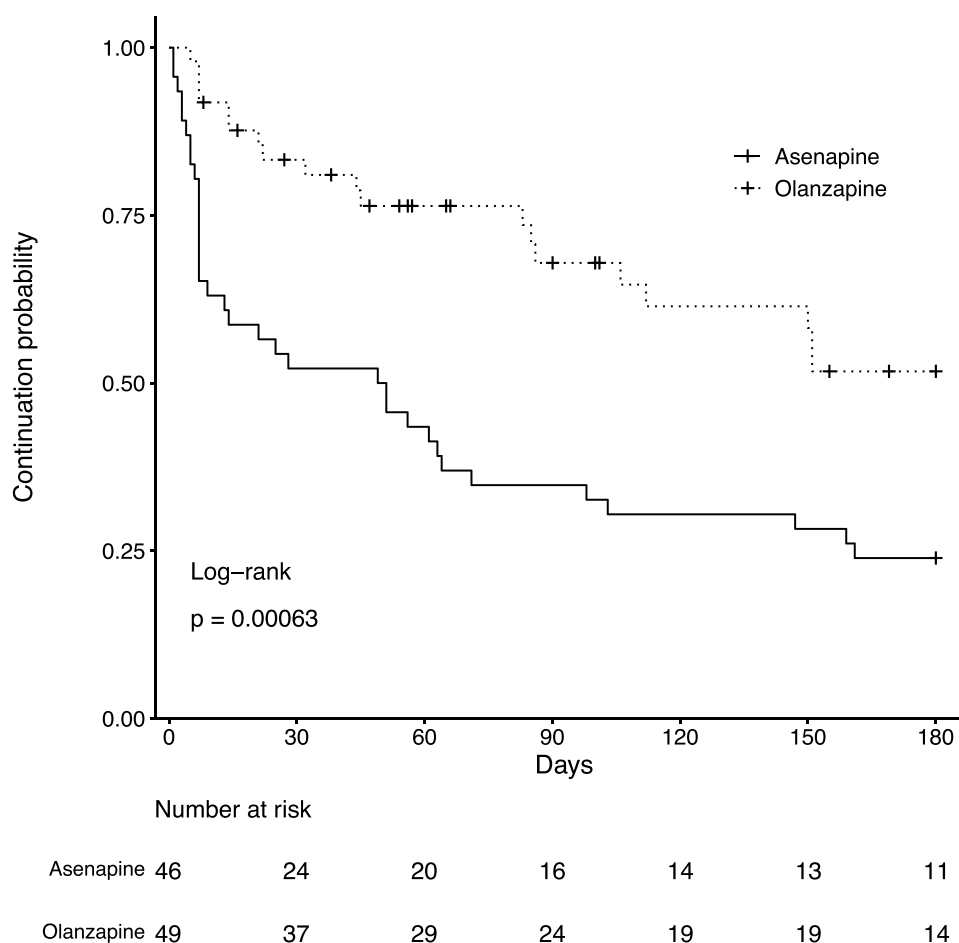 1.00
0.75
0.50
0.25
0.00
Continuation probability
Asenapine
Olanzapine
Log−rank
p = 0.00063
0 30 60 90 120 150 180
Days
Number at risk
Asenapine 46 24 20 16 14 13 11
Olanzapine 49 37 29 24 19 19 14